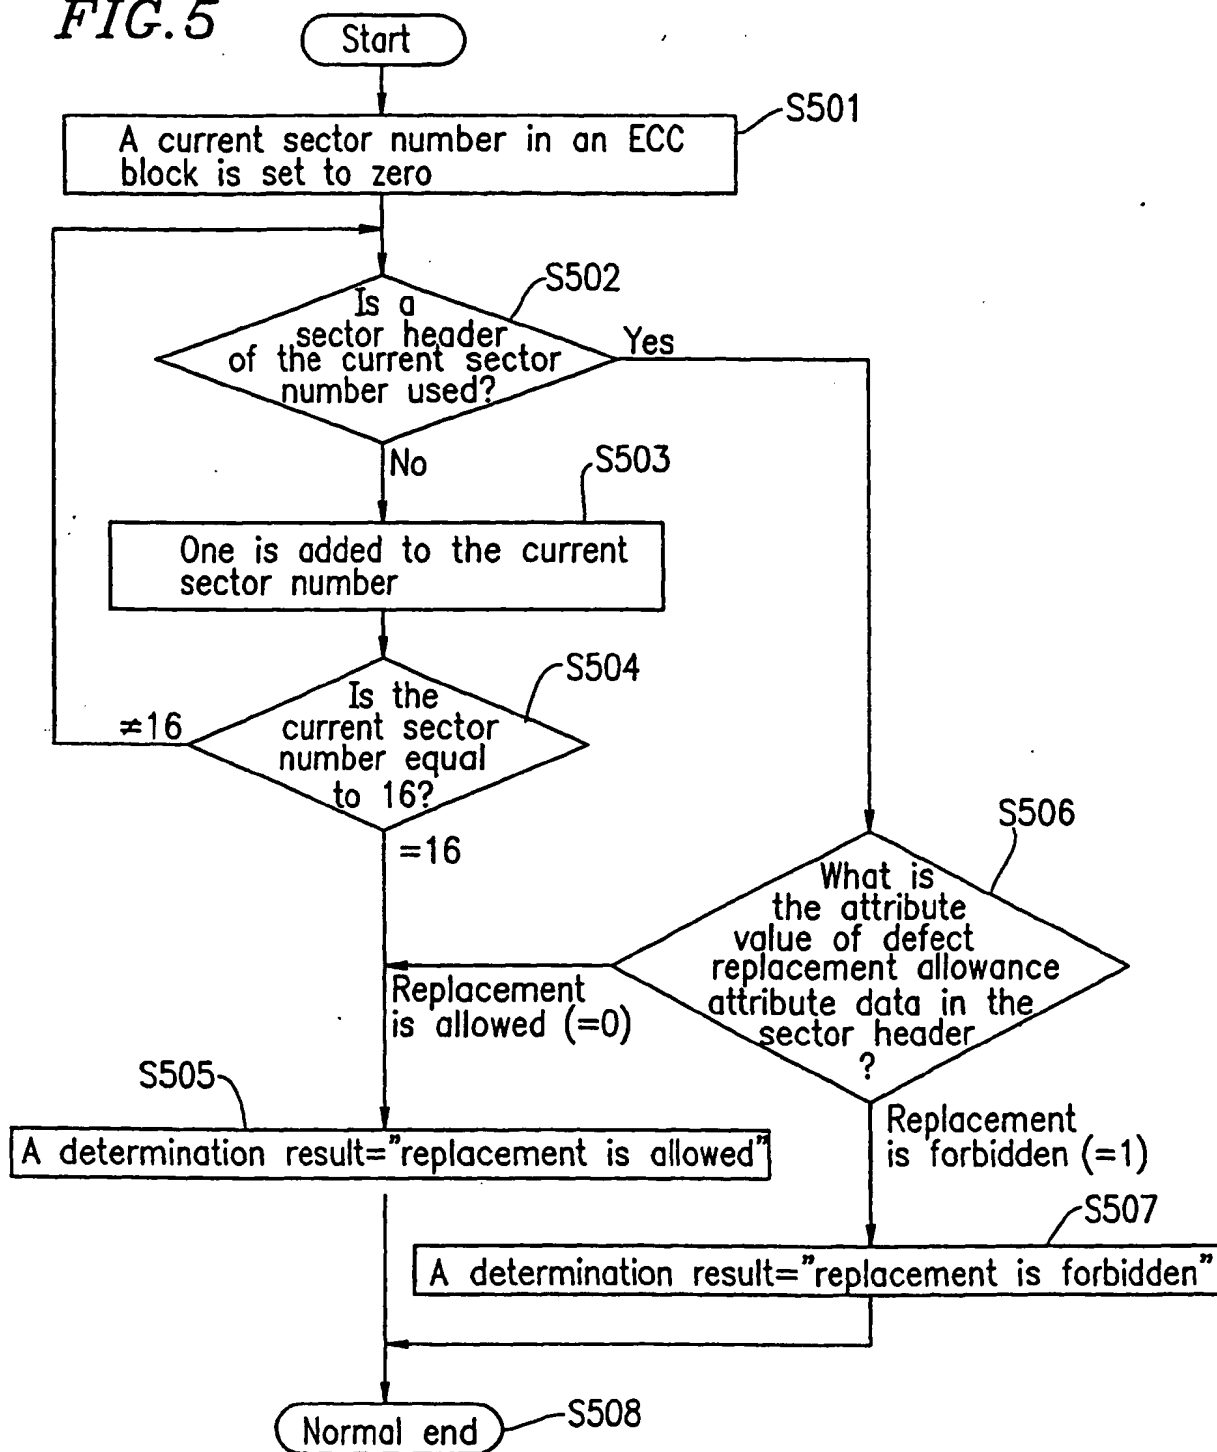 FIG.5
Start
S501
A current sector number in an ECC
block is set to zero
S502
Is a
sector header
of the current sector
number used?
Yes
No
S503
One is added to the current
sector number
S504
Is the
current sector
number equal
to 16?
≠16
=16
S506
What is
the attribute
value of defect
replacement allowance
attribute data in the
sector header
?
Replacement
is allowed (=0)
S505
A determination result="replacement is allowed"
Replacement
is forbidden (=1)
S507
A determination result="replacement is forbidden"
Normal end
S508